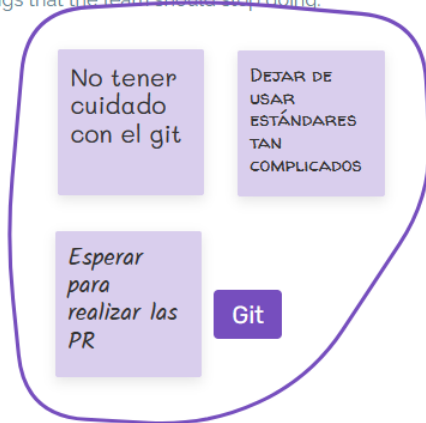 gs that the team should stop doing.
No tener
cuidado
con el git
DEJAR DE
USAR
ESTÁNDARES
TAN
COMPLICADOS
Esperar
para
realizar las
PR
Git